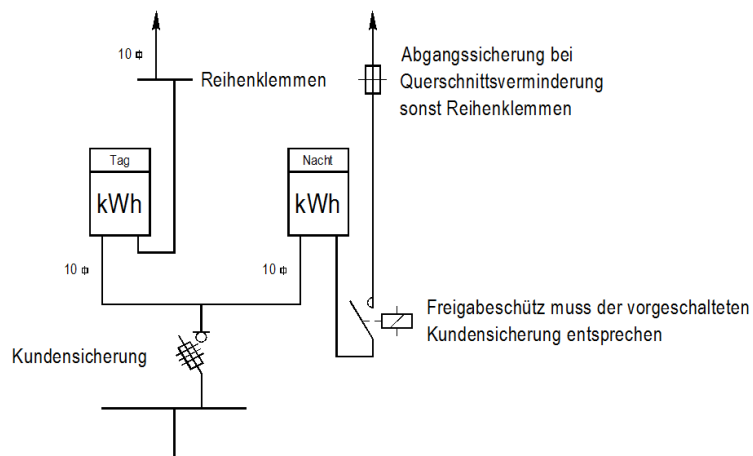 10 ⏀
Reihenklemmen
Abgangssicherung bei
Querschnittsverminderung
sonst Reihenklemmen
Tag
kWh
Nacht
kWh
10 ⏀
10 ⏀
Freigabeschütz muss der vorgeschalteten
Kundensicherung entsprechen
Kundensicherung